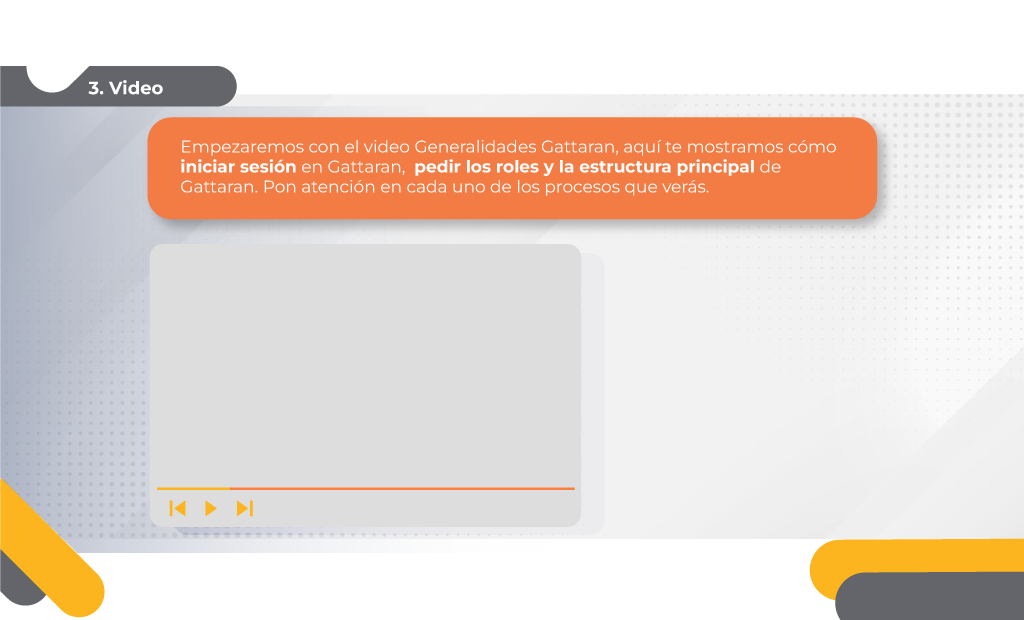 3. Video
Empezaremos con el video Generalidades Gattaran, aquí te mostramos cómo
iniciar sesión en Gattaran,  pedir los roles y la estructura principal de
Gattaran. Pon atención en cada uno de los procesos que verás.